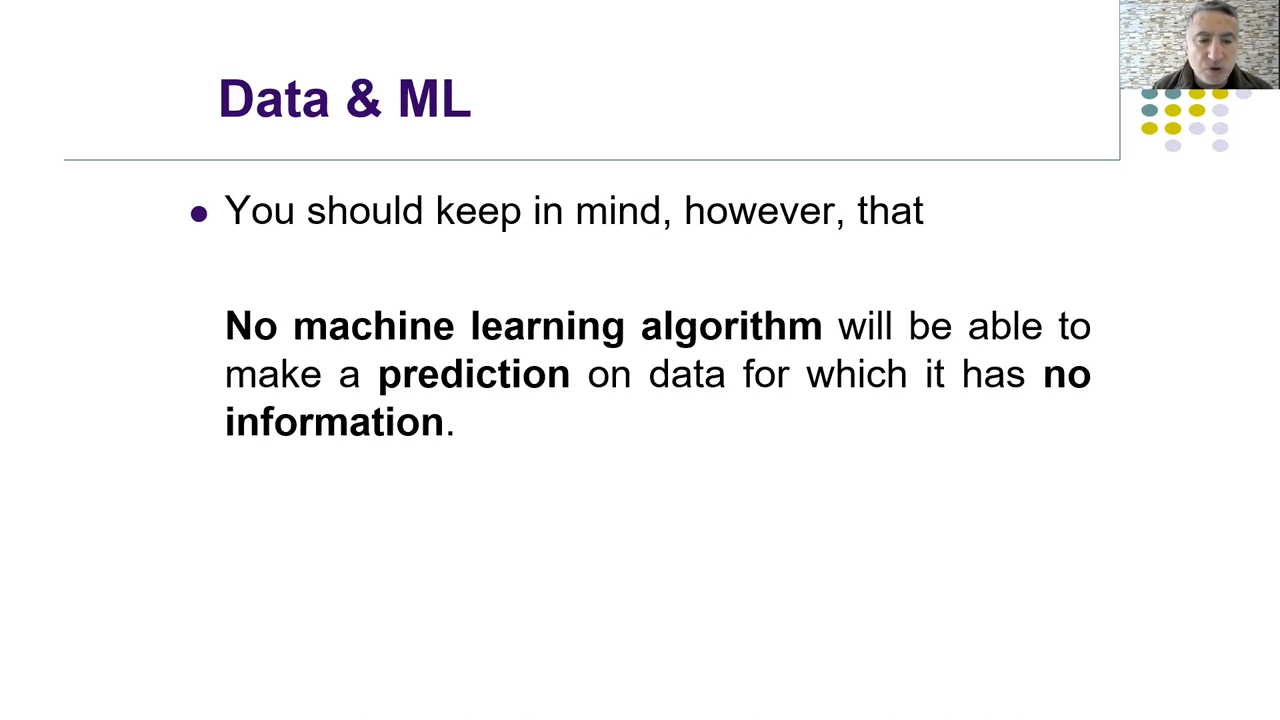 Data & ML
You should keep in mind, however, that
No machine learning algorithm will be able to
make a prediction on data for which it has no
information.